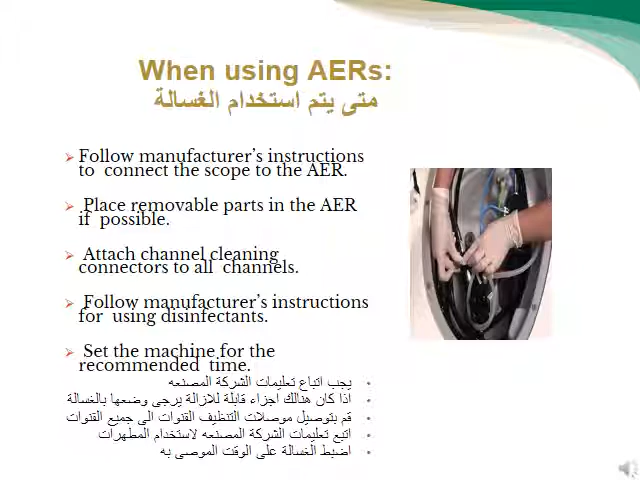 When using AERs:
متى يتم استخدام الغسالة
Follow manufacturer’s instructions
to connect the scope to the AER.
Place removable parts in the AER
if possible.
Attach channel cleaning
connectors to all channels.
Follow manufacturer’s instructions
for using disinfectants.
Set the machine for the
recommended time.
يجب اتباع تعليمات الشركة المصنعه
اذا كان هنالك اجزاء قابلة للازالة يرجى وضعها بالغسالة
قم بتوصيل موصلات التنظيف القنوات الى جميع القنوات
اتبع تعليمات الشركة المصنعه لاستخدام المطهرات
اضبط الغسالة على الوقت الموصى به